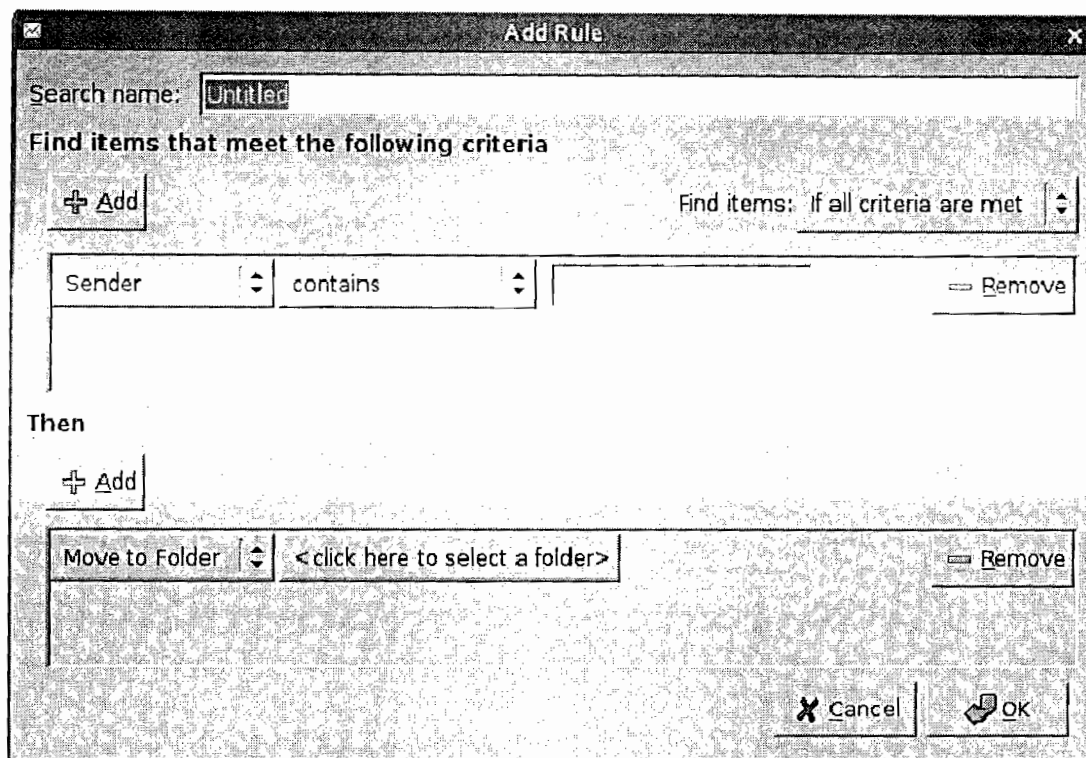 Add Rule
Search name: Untitled
Find items that meet the following criteria
Add
Find items: If all criteria are met
Sender contains Remove
Then
Add
Move to Folder <click here to select a folder> Remove
Cancel OK